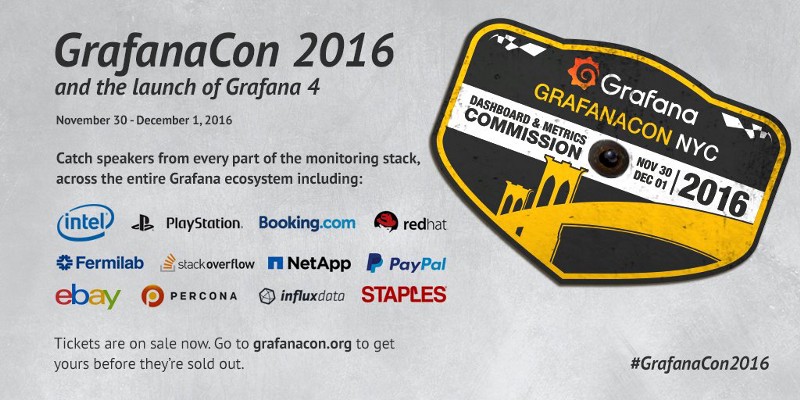 GrafanaCon 2016
and the launch of Grafana 4
November 30 - December 1, 2016
Catch speakers from every part of the monitoring stack,
across the entire Grafana ecosystem including:
intel PlayStation. Booking.com redhat
Fermilab stackoverflow NetApp PayPal
ebay PERCONA influxdata STAPLES
Tickets are on sale now. Go to grafanacon.org to get
yours before they're sold out.
Grafana
GRAFANACON NYC
DASHBOARD & METRICS
COMMISSION
NOV 30
DEC 01
2016
#GrafanaCon2016